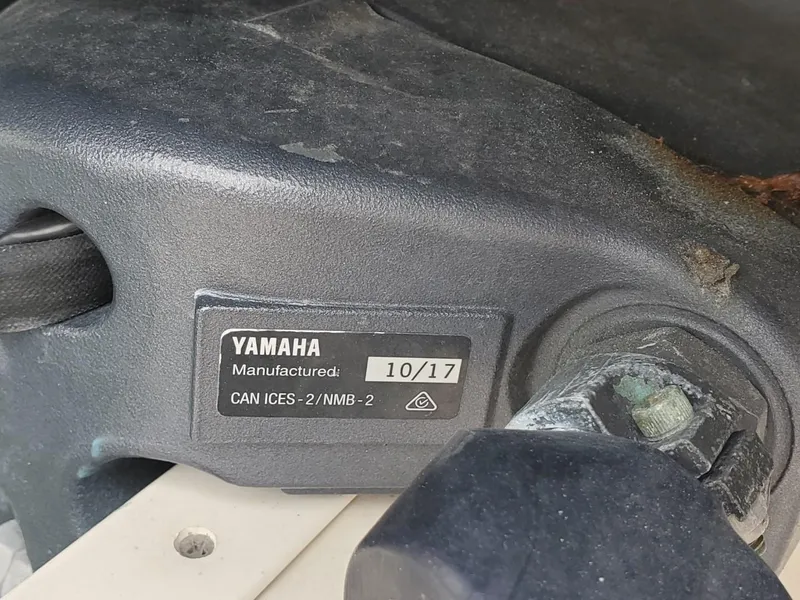 YAMAHA
Manufactured: 10/17
CAN ICES-2/NMB-2